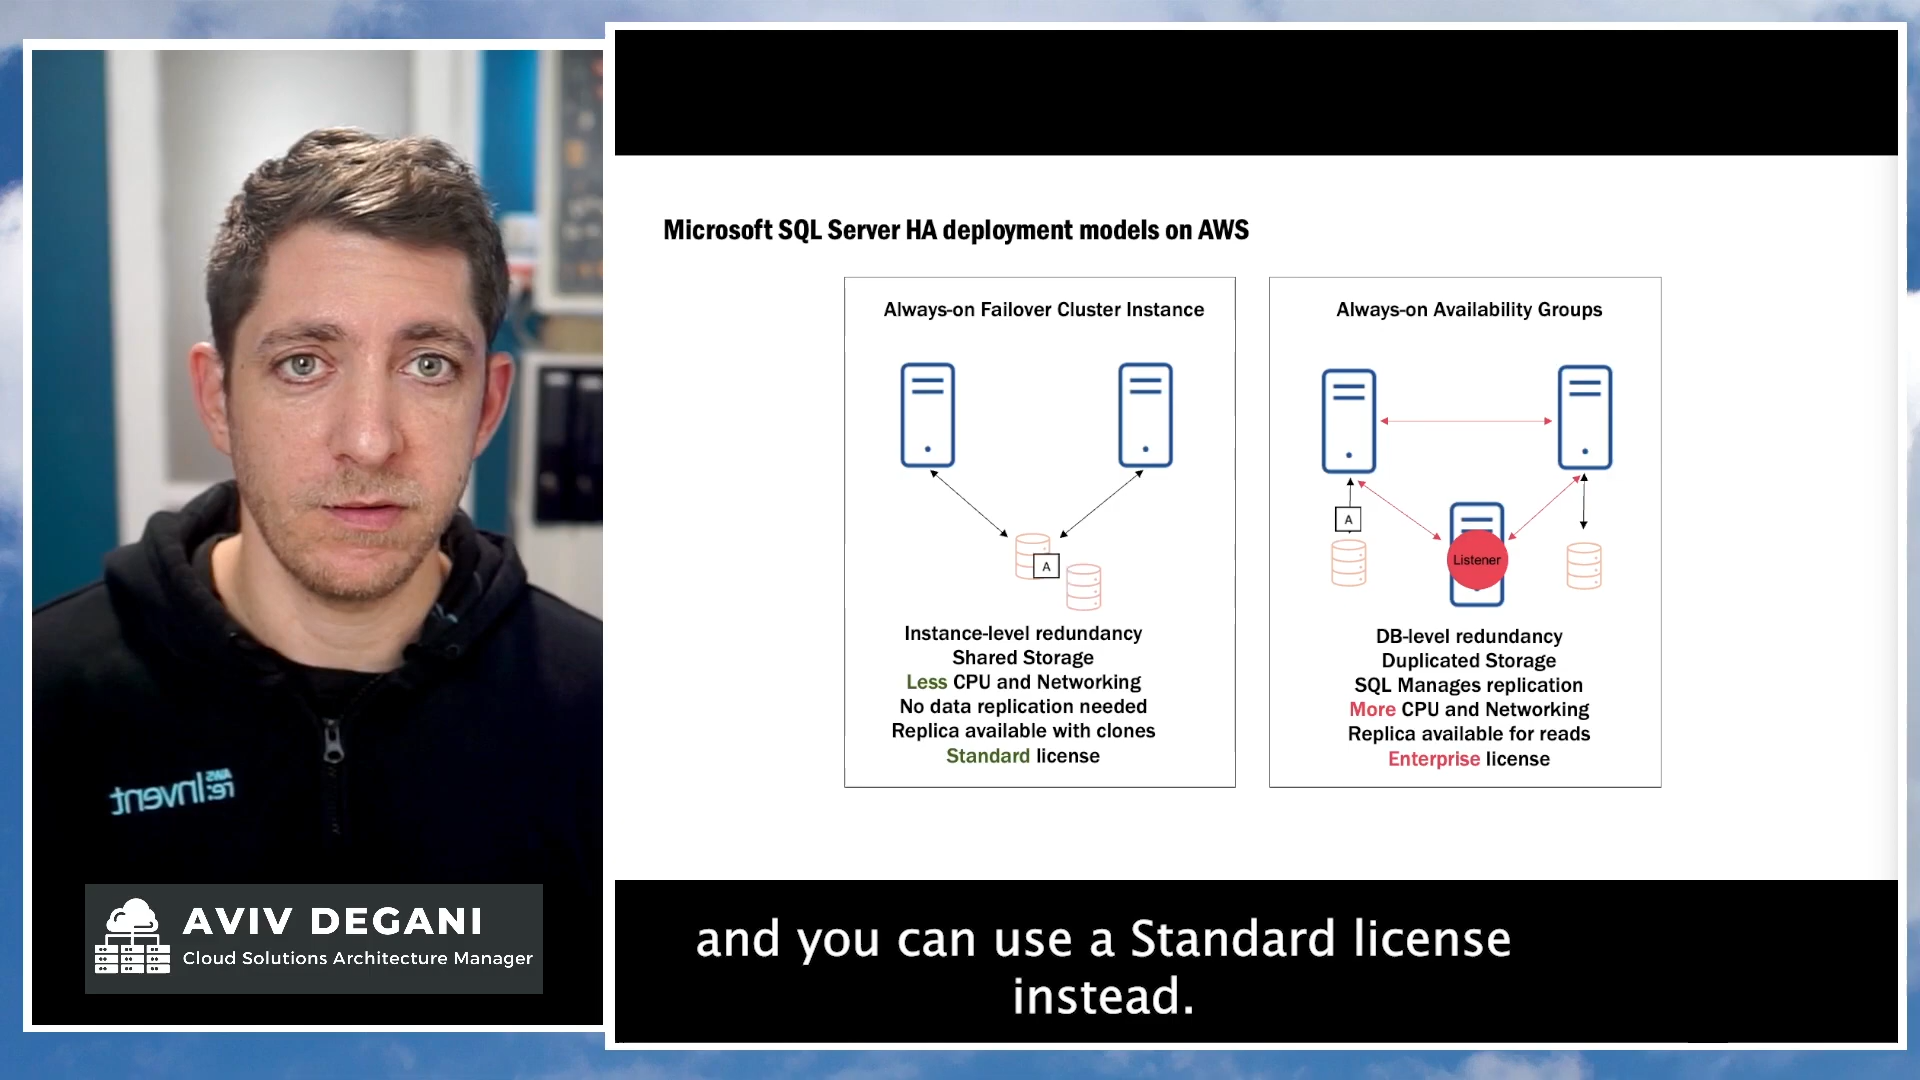 Microsoft SQL Server HA deployment models on AWS
Always-on Failover Cluster Instance
A
Instance-level redundancy
Shared Storage
Less CPU and Networking
No data replication needed
Replica available with clones
Standard license
Always-on Availability Groups
A
Listener
DB-level redundancy
Duplicated Storage
SQL Manages replication
More CPU and Networking
Replica available for reads
Enterprise license
aws
re:Invent
AVIV DEGANI
Cloud Solutions Architecture Manager
and you can use a Standard license
instead.